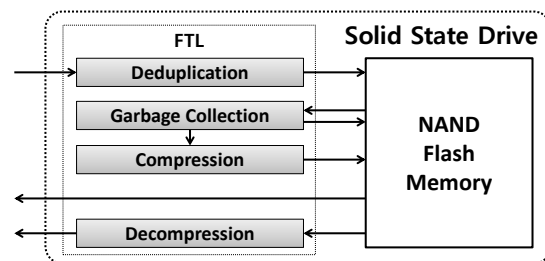 Solid State Drive
FTL
Deduplication
Garbage Collection
Compression
Decompression
NAND
Flash
Memory